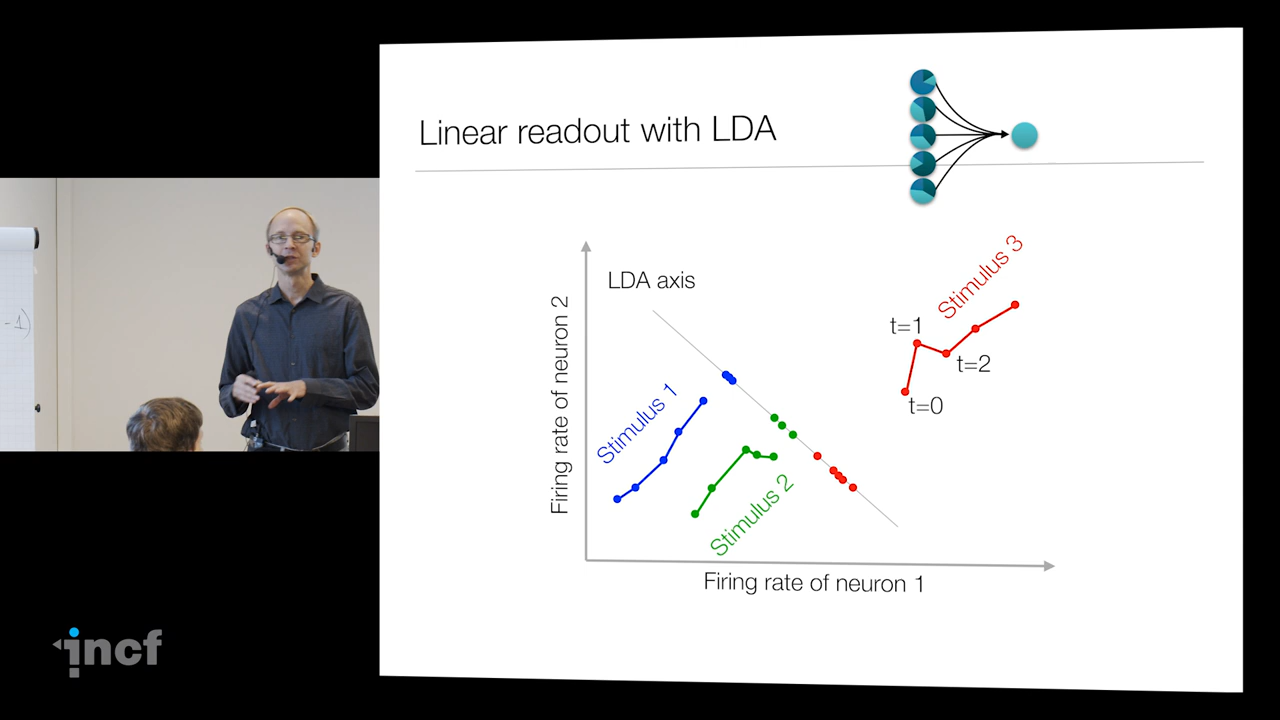 Linear readout with LDA
LDA axis
Firing rate of neuron 2
Stimulus 1
Stimulus 2
Stimulus 3
t=1
t=2
t=0
Firing rate of neuron 1
-1)
incf